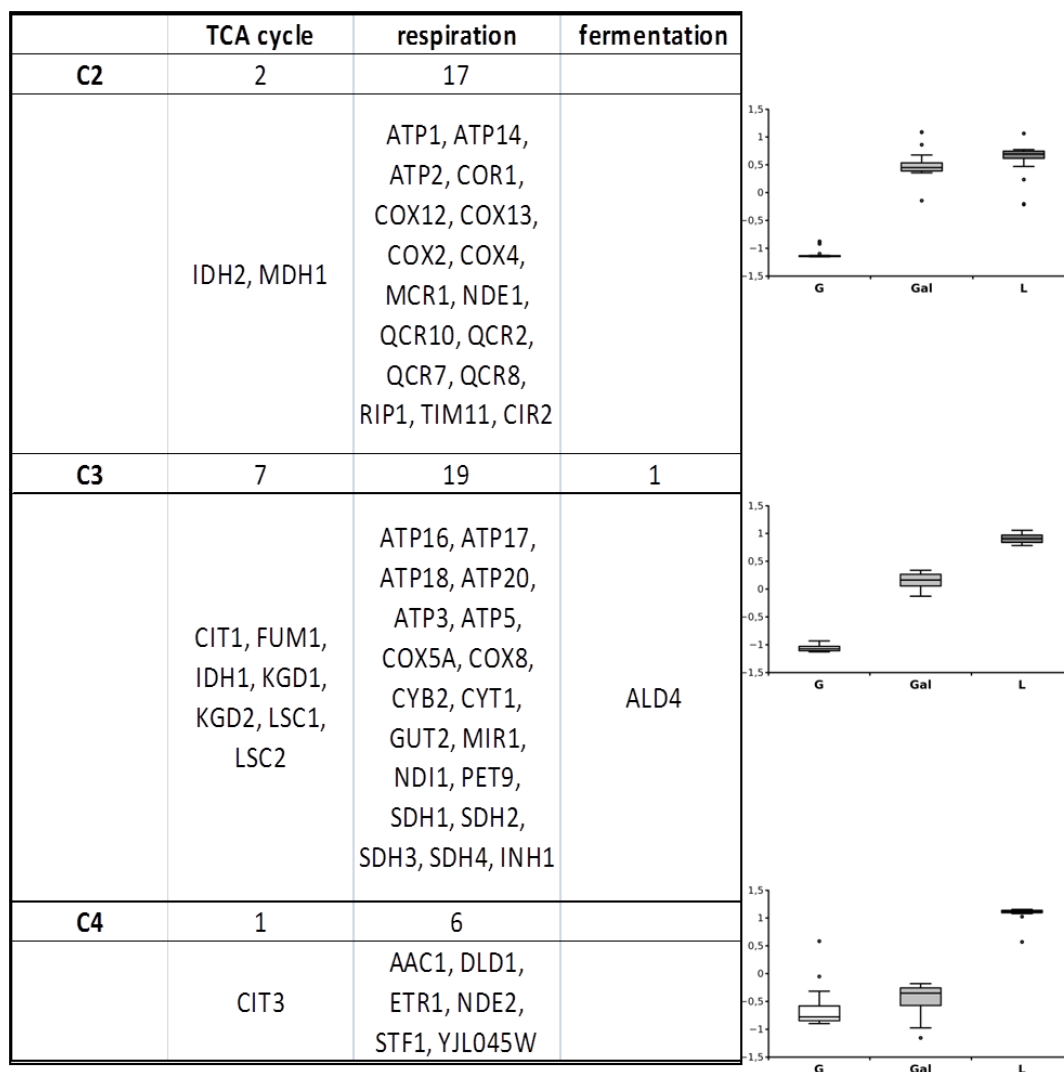 TCA cycle respiration fermentation
C2 2 17
IDH2, MDH1
ATP1, ATP14,
ATP2, COR1,
COX12, COX13,
COX2, COX4,
MCR1, NDE1,
QCR10, QCR2,
QCR7, QCR8,
RIP1, TIM11, CIR2
1,5
1
0,5
0
−0,5
−1
−1,5
G Gal L
C3 7 19 1
CIT1, FUM1,
IDH1, KGD1,
KGD2, LSC1,
LSC2
ATP16, ATP17,
ATP18, ATP20,
ATP3, ATP5,
COX5A, COX8,
CYB2, CYT1,
GUT2, MIR1,
NDI1, PET9,
SDH1, SDH2,
SDH3, SDH4, INH1
ALD4
1,5
1
0,5
0
−0,5
−1
−1,5
G Gal L
C4 1 6
CIT3
AAC1, DLD1,
ETR1, NDE2,
STF1, YJL045W
1,5
1
0,5
0
−0,5
−1
−1,5
G Gal L